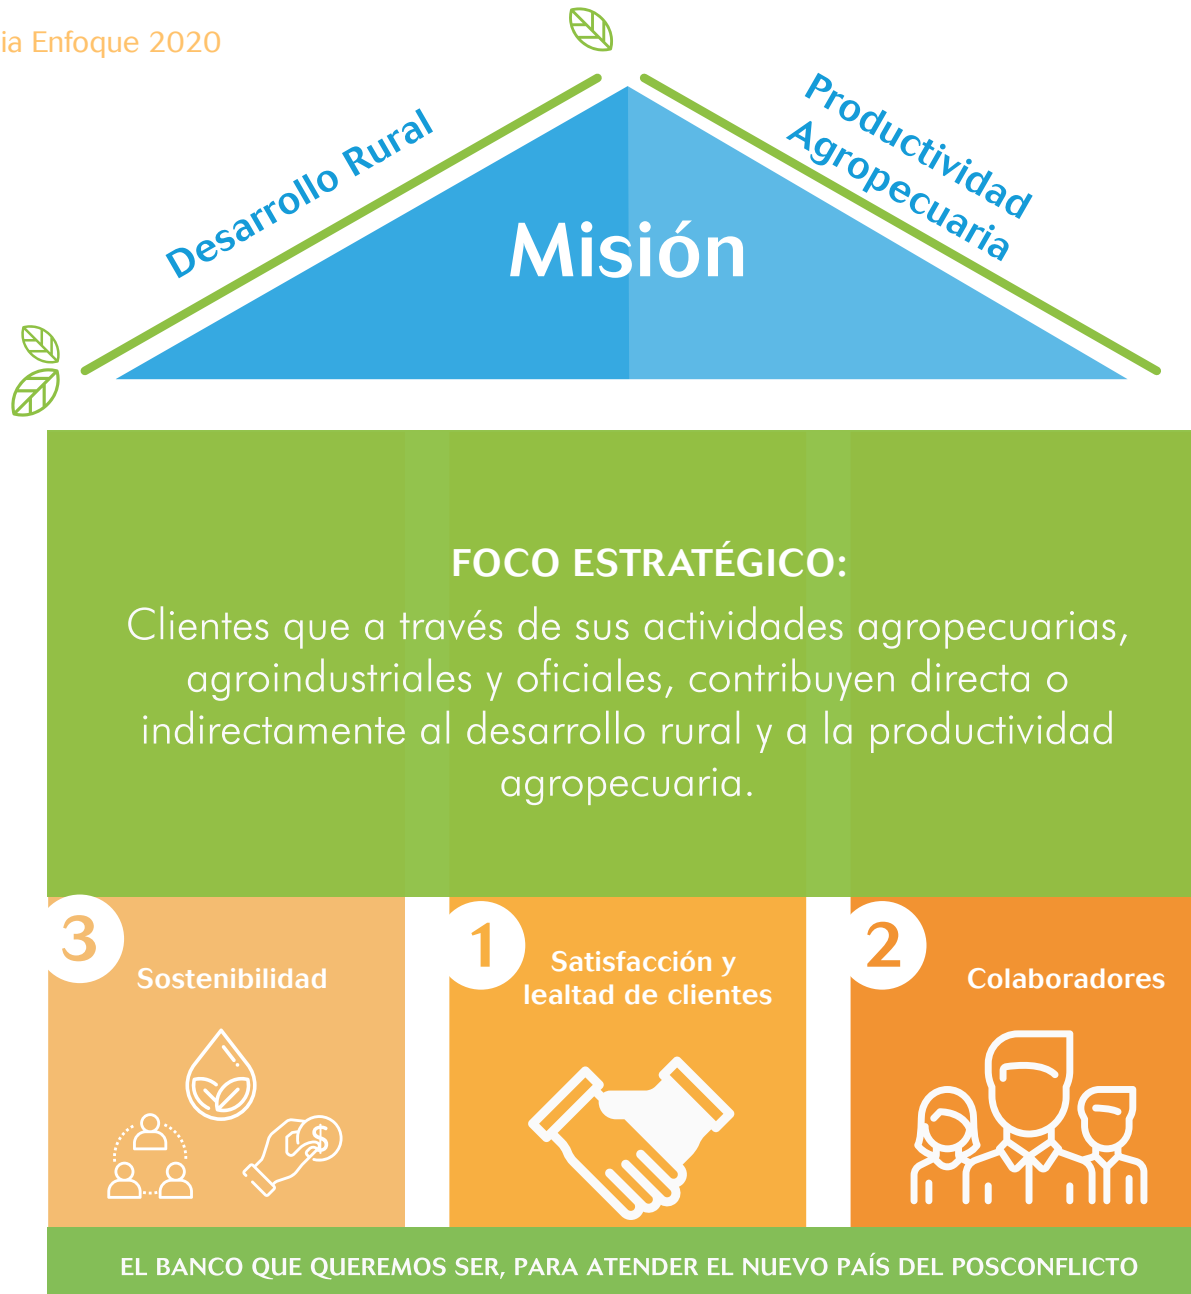 ia Enfoque 2020
Desarrollo Rural
Productividad
Agropecuaria
Misión
FOCO ESTRATÉGICO:
Clientes que a través de sus actividades agropecuarias,
agroindustriales y oficiales, contribuyen directa o
indirectamente al desarrollo rural y a la productividad
agropecuaria.
3
Sostenibilidad
$
1
Satisfacción y
lealtad de clientes
2
Colaboradores
EL BANCO QUE QUEREMOS SER, PARA ATENDER EL NUEVO PAÍS DEL POSCONFLICTO